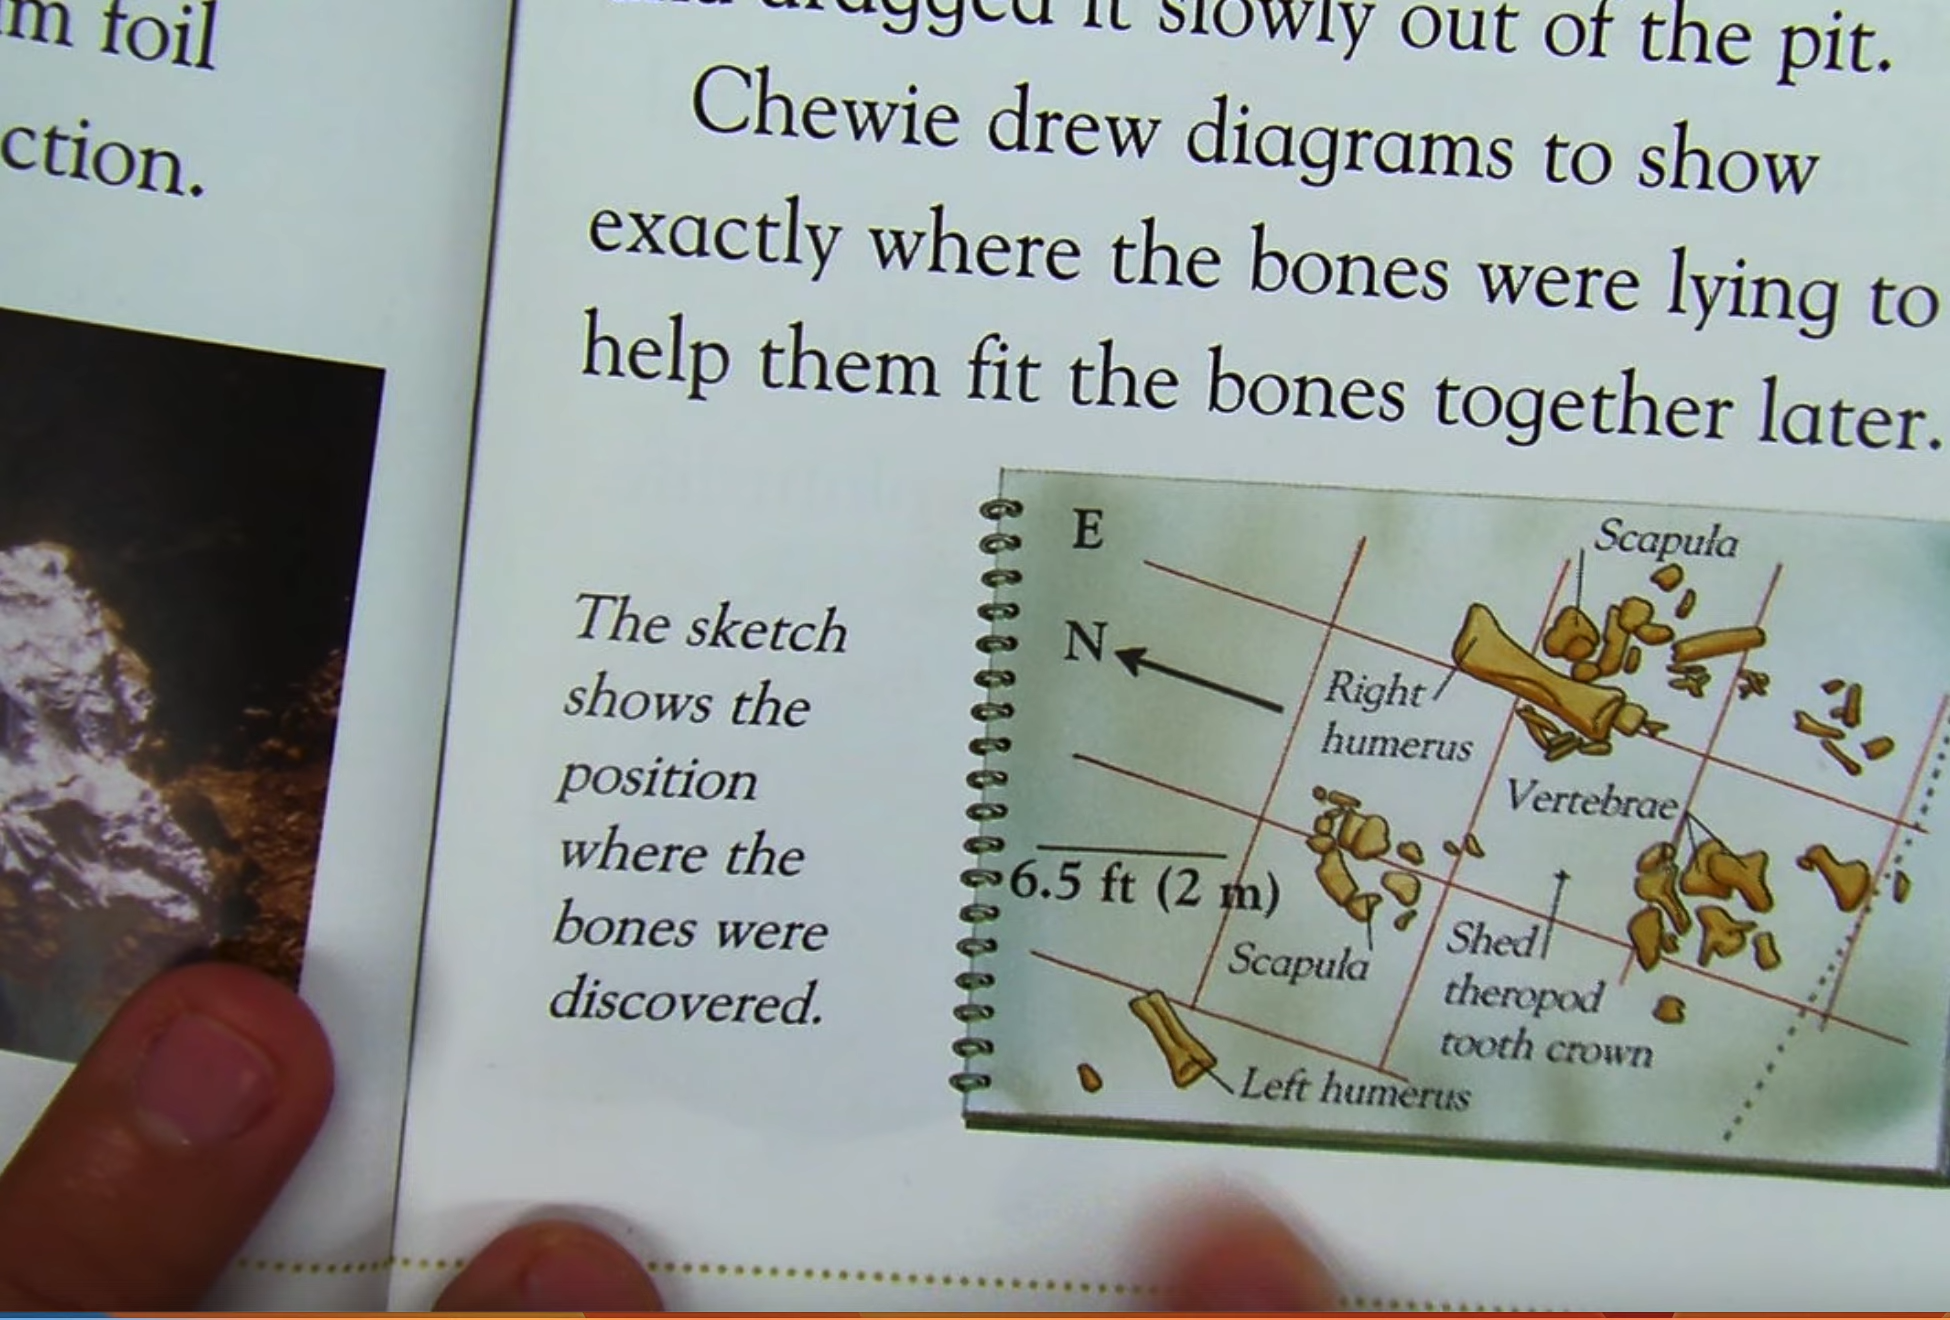 m foil
ction.
dragged it slowly out of the pit.
Chewie drew diagrams to show
exactly where the bones were lying to
help them fit the bones together later.
The sketch
shows the
position
where the
bones were
discovered.
E
N
Scapula
Right
humerus
Vertebrae
6.5 ft (2 m)
Scapula
Shed
theropod
tooth crown
Left humerus